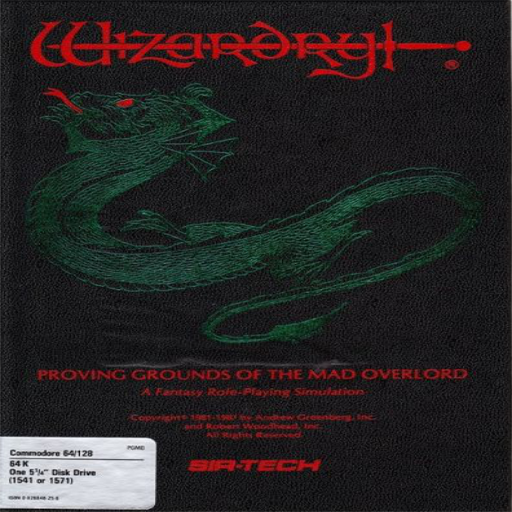 Wizardry
®
PROVING GROUNDS OF THE MAD OVERLORD
A Fantasy Role-Playing Simulation
Copyright© 1981-1987 by Andrew Greenberg, Inc.
and Robert Woodhead, Inc.
All Rights Reserved.
SIR-TECH
PGMO
Commodore 64/128
64 K
One 5¼" Disk Drive
(1541 or 1571)